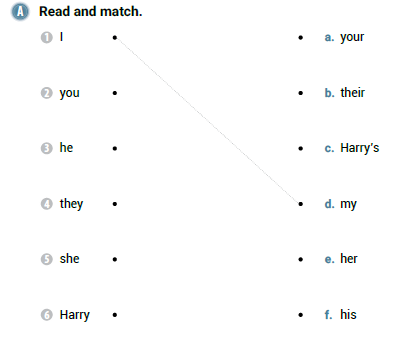 A Read and match.
1 I a. your
2 you b. their
3 he c. Harry's
4 they d. my
5 she e. her
6 Harry f. his